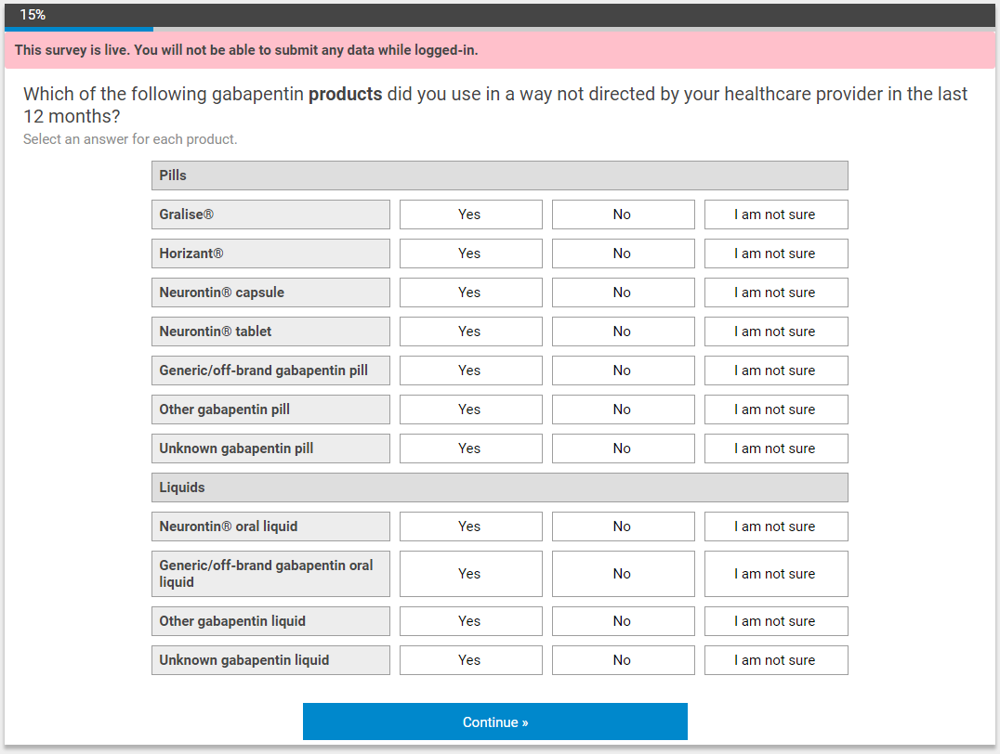 15%
This survey is live. You will not be able to submit any data while logged-in.
Which of the following gabapentin products did you use in a way not directed by your healthcare provider in the last
12 months?
Select an answer for each product.
Pills
Gralise® Yes No I am not sure
Horizant® Yes No I am not sure
Neurontin® capsule Yes No I am not sure
Neurontin® tablet Yes No I am not sure
Generic/off-brand gabapentin pill Yes No I am not sure
Other gabapentin pill Yes No I am not sure
Unknown gabapentin pill Yes No I am not sure
Liquids
Neurontin® oral liquid Yes No I am not sure
Generic/off-brand gabapentin oral
liquid Yes No I am not sure
Other gabapentin liquid Yes No I am not sure
Unknown gabapentin liquid Yes No I am not sure
Continue »